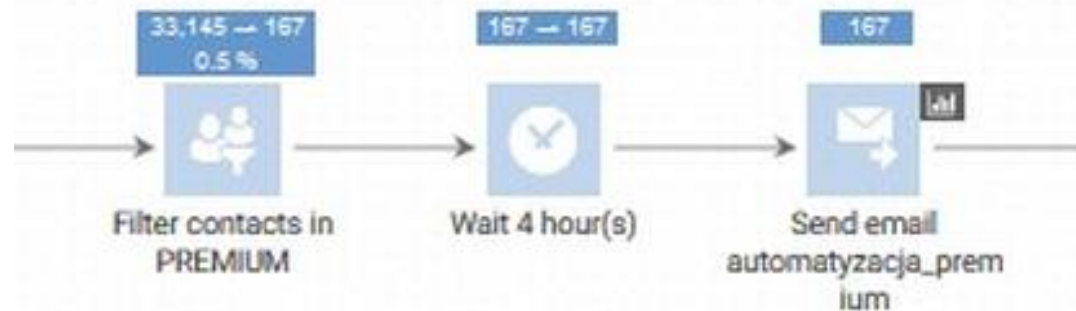 33,145 → 167
0.5 %
167 → 167
167
Filter contacts in
PREMIUM
Wait 4 hour(s)
Send email
automatyzacja_prem
ium